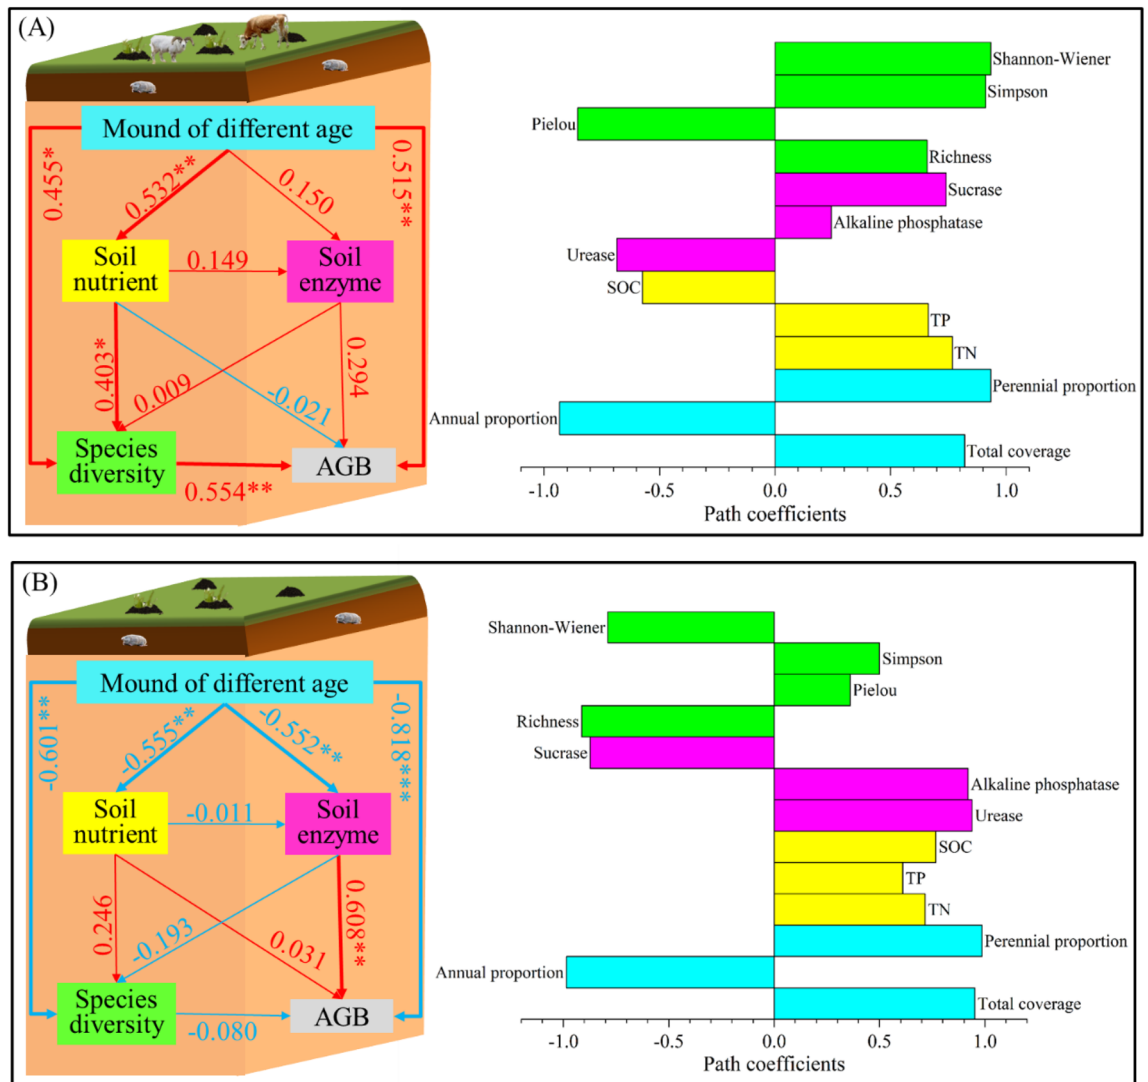 (A)
Mound of different age
0.455*
0.532**
0.150
0.515**
Soil
nutrient
0.149
Soil
enzyme
0.403*
0.009
-0.021
0.294
Species
diversity
0.554**
AGB
Shannon-Wiener
Simpson
Pielou
Richness
Sucrase
Alkaline phosphatase
Urease
SOC
TP
TN
Perennial proportion
Annual proportion
Total coverage
-1.0 -0.5 0.0 0.5 1.0
Path coefficients
(B)
Mound of different age
-0.601**
-0.555**
-0.552**
-0.818***
Soil
nutrient
-0.011
Soil
enzyme
0.246
-0.193
0.031
0.608**
Species
diversity
-0.080
AGB
Shannon-Wiener
Simpson
Pielou
Richness
Sucrase
Alkaline phosphatase
Urease
SOC
TP
TN
Perennial proportion
Annual proportion
Total coverage
-1.0 -0.5 0.0 0.5 1.0
Path coefficients